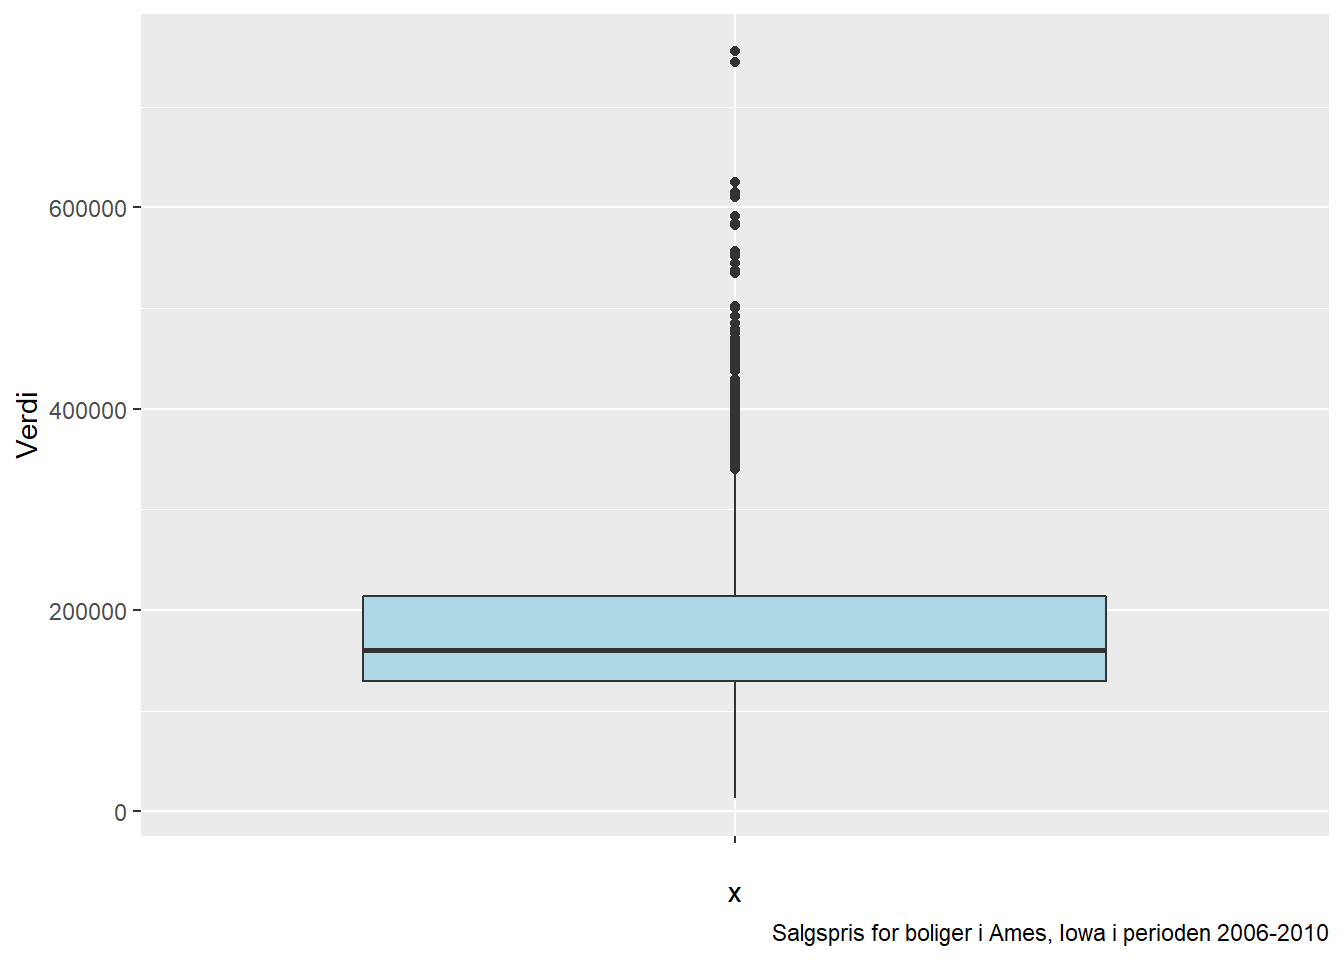 Verdi
600000
400000
200000
0
x
Salgspris for boliger i Ames, Iowa i perioden 2006-2010